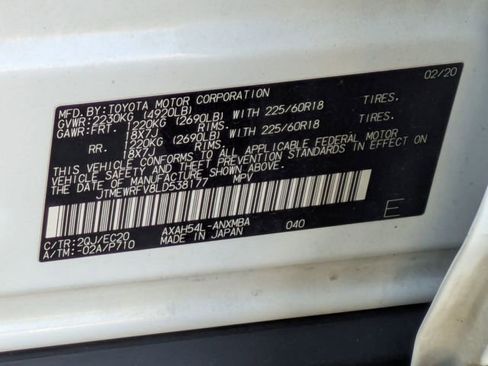 MFD. BY: TOYOTA MOTOR CORPORATION 02/20
GVWR: 2230KG (4920LB)
GAWR: FRT. 1220KG (2690LB) WITH 225/60R18 TIRES.
18X7J RIMS.
RR. 1220KG (2690LB) WITH 225/60R18 TIRES.
18X7J RIMS.
THIS VEHICLE CONFORMS TO ALL APPLICABLE FEDERAL MOTOR
VEHICLE SAFETY STANDARDS IN EFFECT ON
THE DATE OF MANUFACTURE SHOWN ABOVE.
JTMEWRFV8LD538177 MPV
C/TR: 2QJ/EC20 AXAH54L-ANXMBA 040 E
A/TM: -02A/P710 MADE IN JAPAN